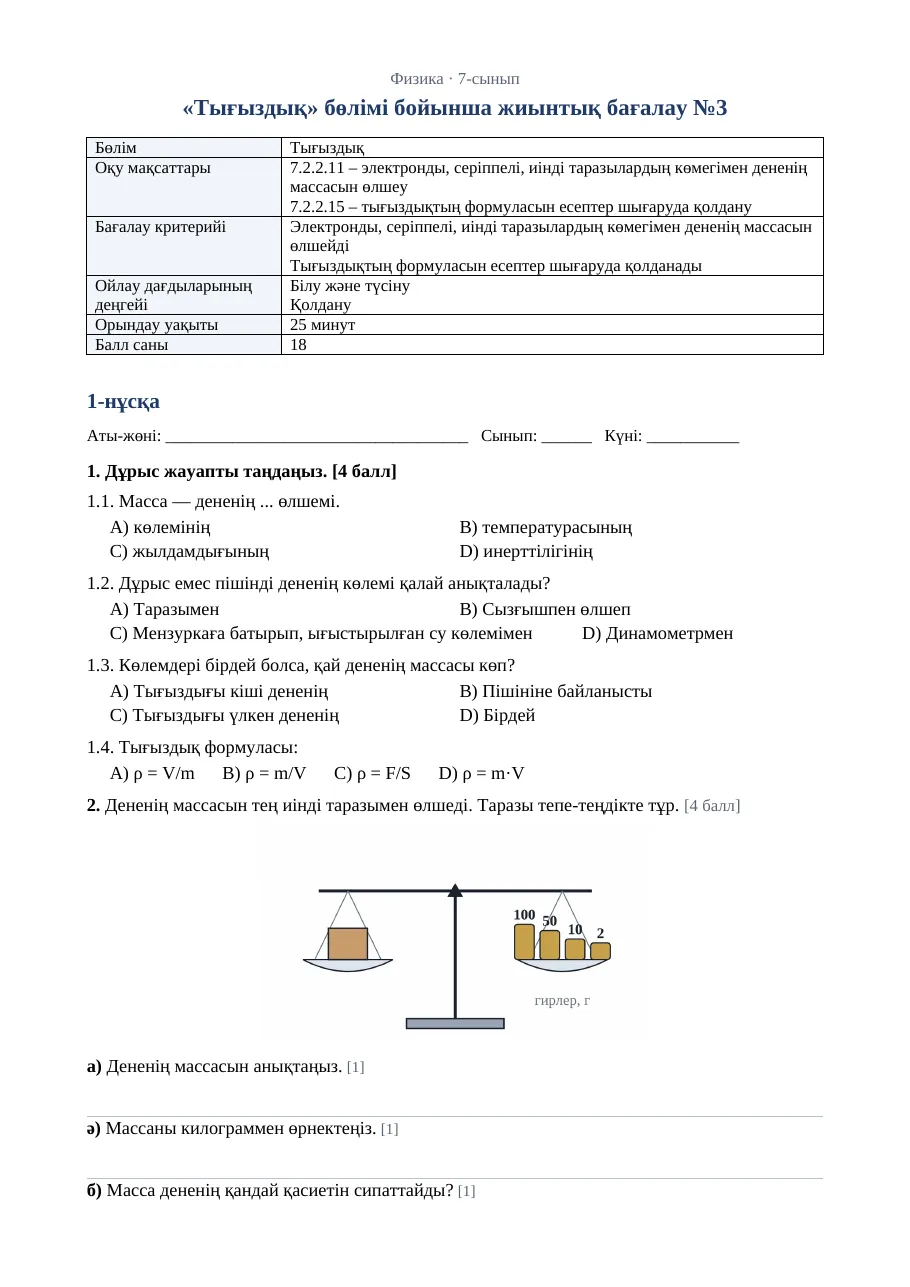 Физика · 7-сынып
«Тығыздық» бөлімі бойынша жиынтық бағалау №3
Бөлім Тығыздық
Оқу мақсаттары 7.2.2.11 – электронды, серіппелі, иінді таразылардың көмегімен дененің
массасын өлшеу
7.2.2.15 – тығыздықтың формуласын есептер шығаруда қолдану
Бағалау критерийі Электронды, серіппелі, иінді таразылардың көмегімен дененің массасын
өлшейді
Тығыздықтың формуласын есептер шығаруда қолданады
Ойлау дағдыларының Білу және түсіну
деңгейі Қолдану
Орындау уақыты 25 минут
Балл саны 18
1-нұсқа
Аты-жөні: ____________________________________ Сынып: ______ Күні: ___________
1. Дұрыс жауапты таңдаңыз. [4 балл]
1.1. Масса — дененің ... өлшемі.
A) көлемінің B) температурасының
C) жылдамдығының D) инерттілігінің
1.2. Дұрыс емес пішінді дененің көлемі қалай анықталады?
A) Таразымен B) Сызғышпен өлшеп
C) Мензуркаға батырып, ығыстырылған су көлемімен D) Динамометрмен
1.3. Көлемдері бірдей болса, қай дененің массасы көп?
A) Тығыздығы кіші дененің B) Пішініне байланысты
C) Тығыздығы үлкен дененің D) Бірдей
1.4. Тығыздық формуласы:
A) ρ = V/m B) ρ = m/V C) ρ = F/S D) ρ = m·V
2. Дененің массасын тең иінді таразымен өлшеді. Таразы тепе-теңдікте тұр. [4 балл]
100 50 10 2
гирлер, г
а) Дененің массасын анықтаңыз. [1]
ә) Массаны килограммен өрнектеңіз. [1]
б) Масса дененің қандай қасиетін сипаттайды? [1]